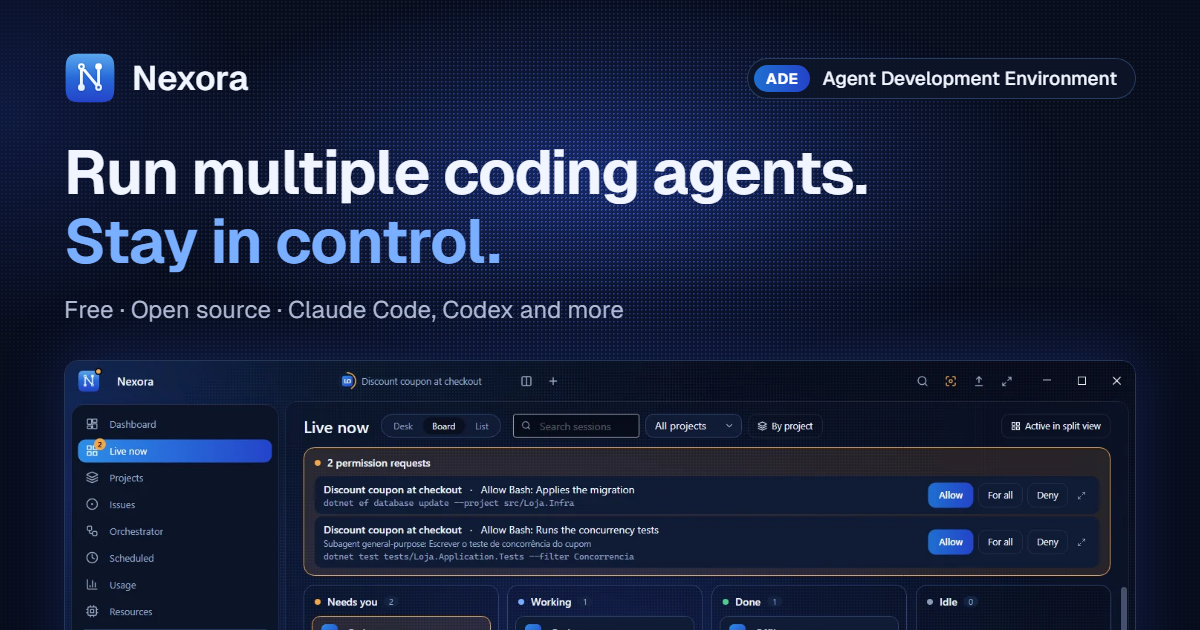 Nexora
ADE Agent Development Environment
Run multiple coding agents.
Stay in control.
Free · Open source · Claude Code, Codex and more
Nexora
LO Discount coupon at checkout
Dashboard
2
Live now
Projects
Issues
Orchestrator
Scheduled
Usage
Resources
Live now Desk Board List Search sessions All projects By project Active in split view
2 permission requests
Discount coupon at checkout · Allow Bash: Applies the migration
dotnet ef database update --project src/Loja.Infra
Allow For all Deny
Discount coupon at checkout · Allow Bash: Runs the concurrency tests
Subagent general-purpose: Escrever o teste de concorrência do cupom
dotnet test tests/Loja.Application.Tests --filter Concorrencia
Allow For all Deny
Needs you 2 Working 1 Done 1 Idle 0